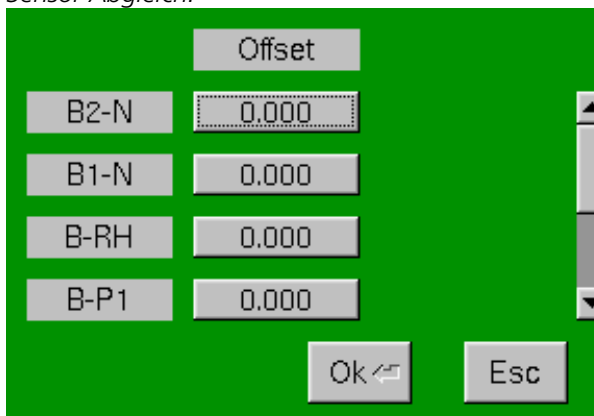 Sensor Abgleich:
Offset
B2-N 0.000
B1-N 0.000
B-RH 0.000
B-P1 0.000
Ok Esc